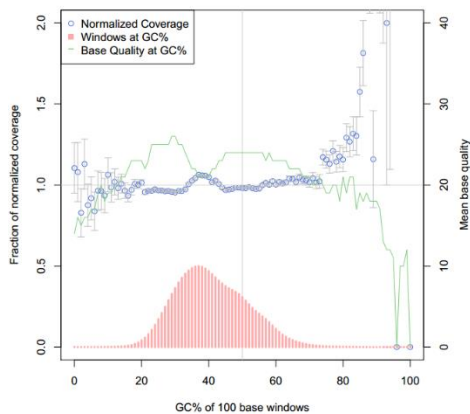 Normalized Coverage
Windows at GC%
Base Quality at GC%
Fraction of normalized coverage
0.0
0.5
1.0
1.5
2.0
Mean base quality
0
10
20
30
40
0
20
40
60
80
100
GC% of 100 base windows